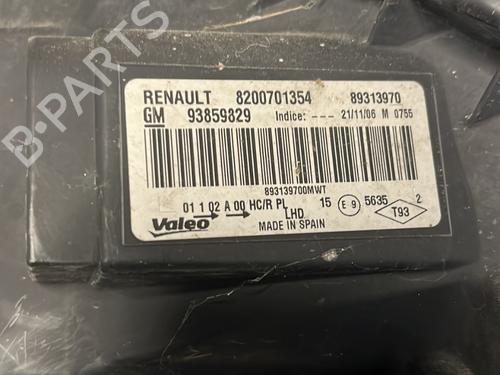 RENAULT 8200701354 89313970
GM 93859829 Indice: --- 21/11/06 M 0755
893139700MWT
01 1 02 A 00 HC/R PL 15 E 9 5635 2
Valeo LHD T93
MADE IN SPAIN
B-PARTS